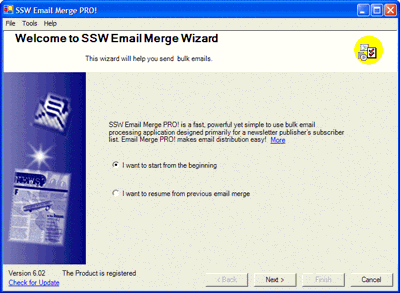 SSW Email Merge PRO!
File Tools Help
Welcome to SSW Email Merge Wizard
This wizard will help you send bulk emails.
SSW Email Merge PRO! is a fast, powerful yet simple to use bulk email
processing application designed primarily for a newsletter publisher's subscriber
list. Email Merge PRO! makes email distribution easy! More
I want to start from the beginning
I want to resume from previous email merge
Version 6.02 The Product is registered
Check for Update
< Back Next > Finish Cancel